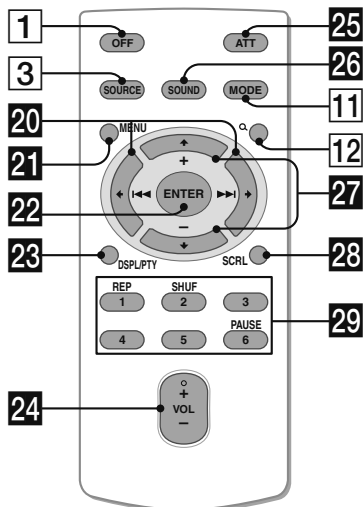 1 OFF ATT 25
3 SOURCE SOUND MODE 26
11
20 MENU 12
21
+
22 ENTER 27
−
23 DSPL/PTY SCRL 28
REP SHUF
1 2 3 29
PAUSE
4 5 6
24 + VOL −